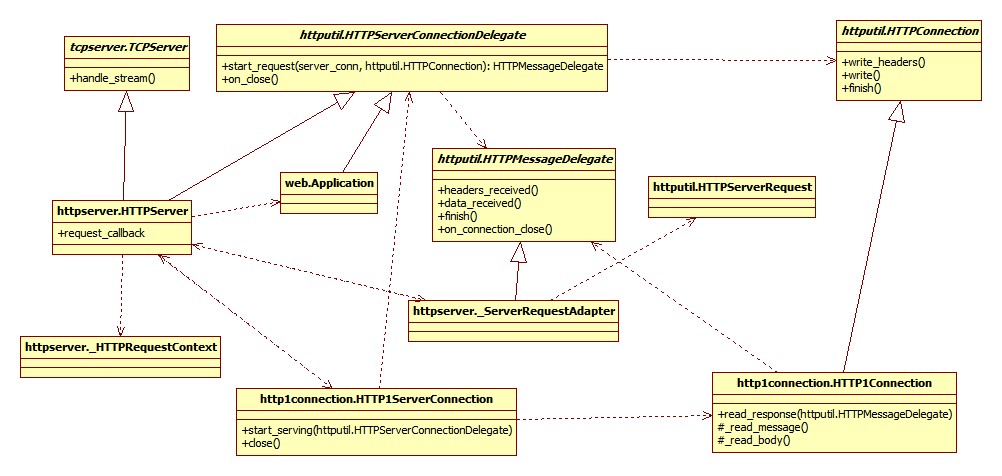 tcpserver.TCPServer
+handle_stream()
httputil.HTTPServerConnectionDelegate
+start_request(server_conn, httputil.HTTPConnection): HTTPMessageDelegate
+on_close()
httputil.HTTPConnection
+write_headers()
+write()
+finish()
httputil.HTTPMessageDelegate
+headers_received()
+data_received()
+finish()
+on_connection_close()
web.Application
httputil.HTTPServerRequest
httpserver.HTTPServer
+request_callback
httpserver._ServerRequestAdapter
httpserver._HTTPRequestContext
http1connection.HTTP1ServerConnection
+start_serving(httputil.HTTPServerConnectionDelegate)
+close()
http1connection.HTTP1Connection
+read_response(httputil.HTTPMessageDelegate)
#_read_message()
#_read_body()